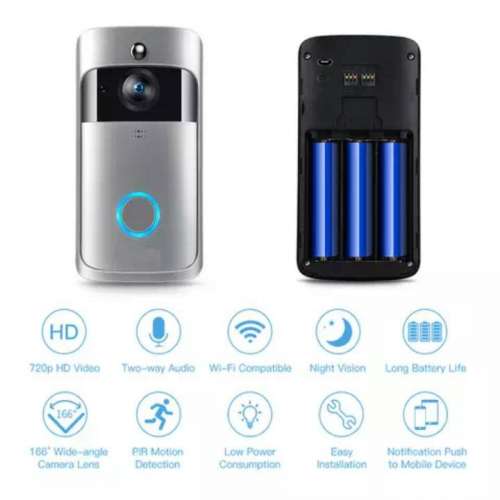 HD
720p HD Video
Two-way Audio
Wi-Fi Compatible
Night Vision
Long Battery Life
166°
166° Wide-angle
Camera Lens
PIR Motion
Detection
Low Power
Consumption
Easy
Installation
Notification Push
to Mobile Device